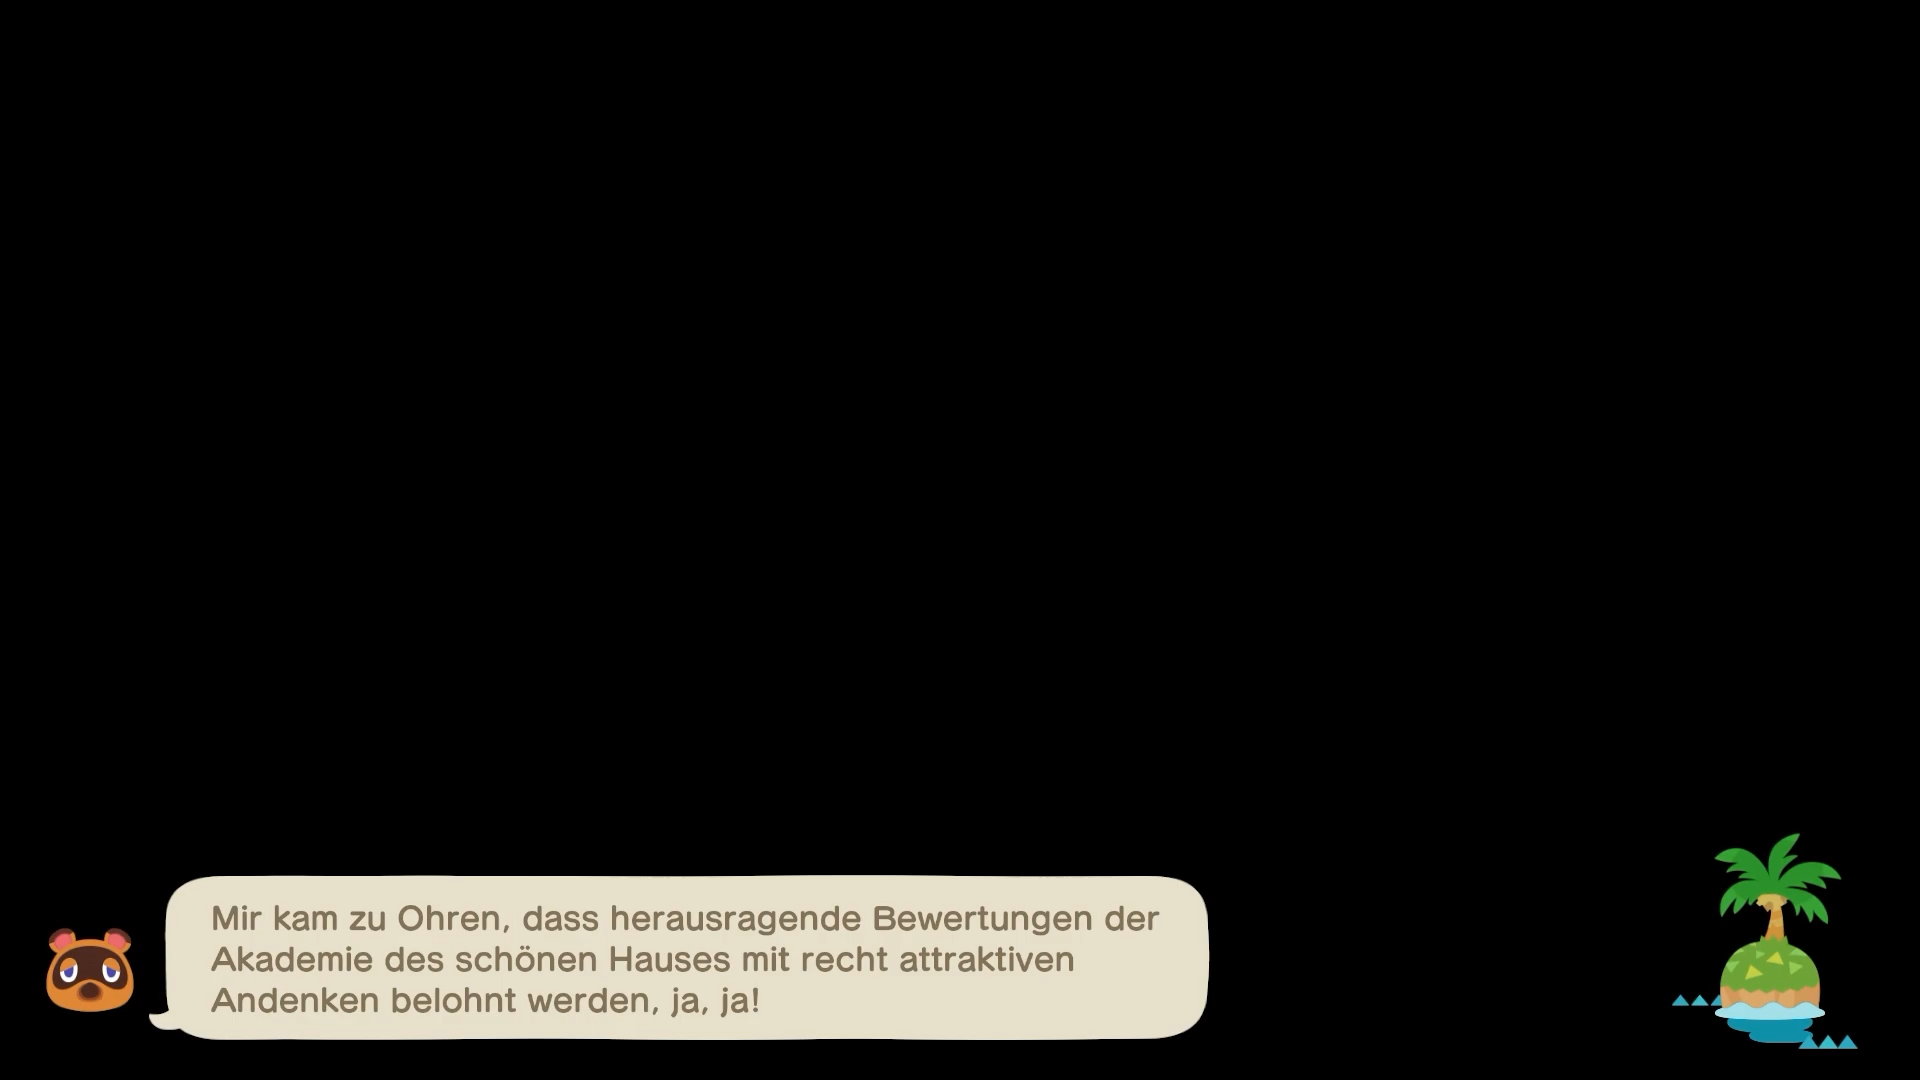 Mir kam zu Ohren, dass herausragende Bewertungen der
Akademie des schönen Hauses mit recht attraktiven
Andenken belohnt werden, ja, ja!